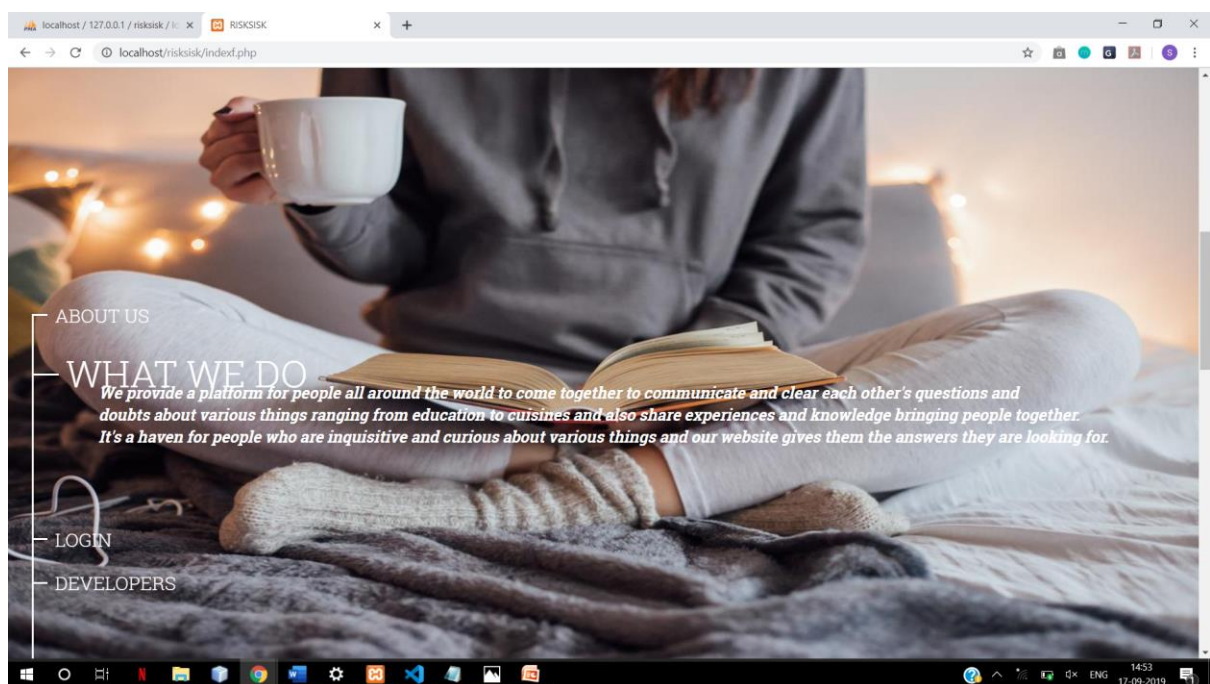 localhost / 127.0.0.1 / risksisk / lo
RISKSISK
localhost/risksisk/indexf.php
ABOUT US
WHAT WE DO
We provide a platform for people all around the world to come together to communicate and clear each other's questions and
doubts about various things ranging from education to cuisines and also share experiences and knowledge bringing people together.
It's a haven for people who are inquisitive and curious about various things and our website gives them the answers they are looking for.
LOGIN
DEVELOPERS
ENG
14:53
17-09-2019